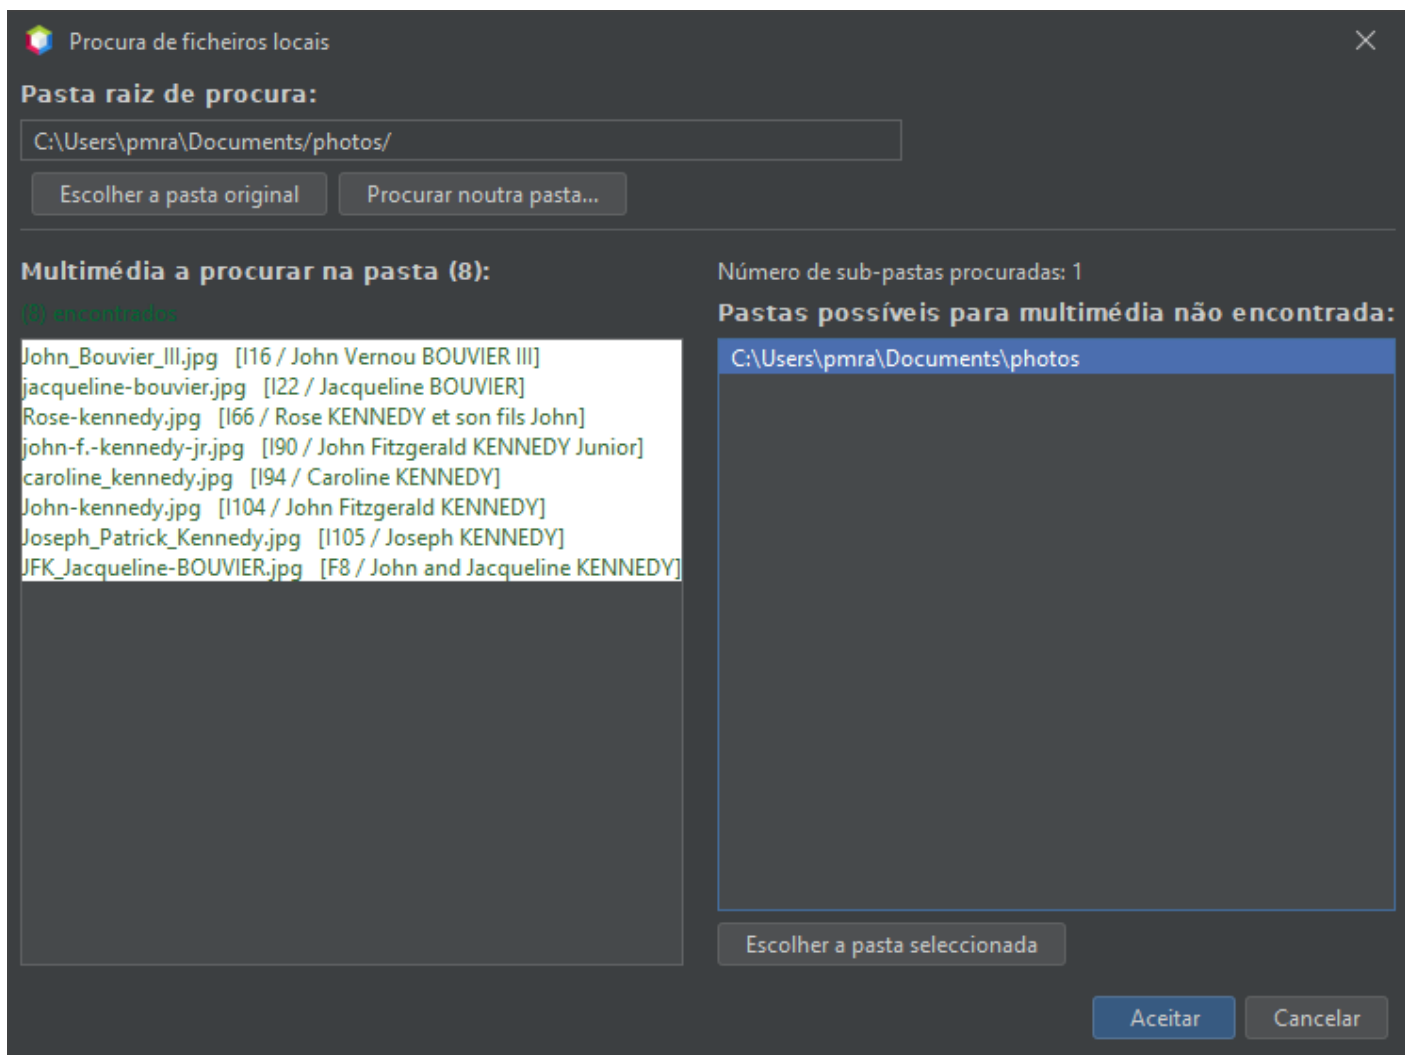 Procura de ficheiros locais
Pasta raiz de procura:
C:\Users\pmra\Documents/photos/
Escolher a pasta original
Procurar noutra pasta...
Multimédia a procurar na pasta (8):
(8) encontrados
John_Bouvier_III.jpg [I16 / John Vernou BOUVIER III]
jacqueline-bouvier.jpg [I22 / Jacqueline BOUVIER]
Rose-kennedy.jpg [I66 / Rose KENNEDY et son fils John]
john-f.-kennedy-jr.jpg [I90 / John Fitzgerald KENNEDY Junior]
caroline_kennedy.jpg [I94 / Caroline KENNEDY]
John-kennedy.jpg [I104 / John Fitzgerald KENNEDY]
Joseph_Patrick_Kennedy.jpg [I105 / Joseph KENNEDY]
JFK_Jacqueline-BOUVIER.jpg [F8 / John and Jacqueline KENNEDY]
Número de sub-pastas procuradas: 1
Pastas possíveis para multimédia não encontrada:
C:\Users\pmra\Documents\photos
Escolher a pasta seleccionada
Aceitar
Cancelar